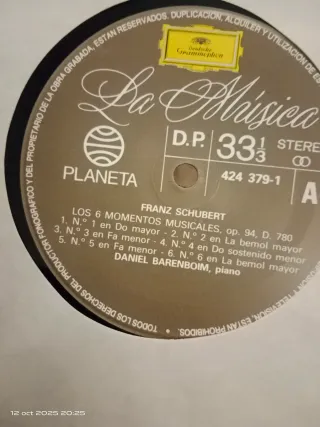 ESTAN RESERVADOS. DUPLICACION, ALQUILER Y UTILIZACION DE ES
Y DEL PROPIETARIO DE LA OBRA GRABADA,
Deutsche
Grammophon
La Música
PLANETA
D.P.
33 1/3
STEREO
424 379-1
A
FRANZ SCHUBERT
LOS 6 MOMENTOS MUSICALES, op. 94, D. 780
1. N.º 1 en Do mayor - 2. N.º 2 en La bemol mayor
3. N.º 3 en Fa menor - 4. N.º 4 en Do sostenido menor
5. N.º 5 en Fa menor - 6. N.º 6 en La bemol mayor
DANIEL BARENBOIM, piano
TODOS LOS DERECHOS DEL PRODUCTOR FONOGRAFICO
TELEVISION, ESTAN PROHIBIDOS.
12 oct 2025 20:25